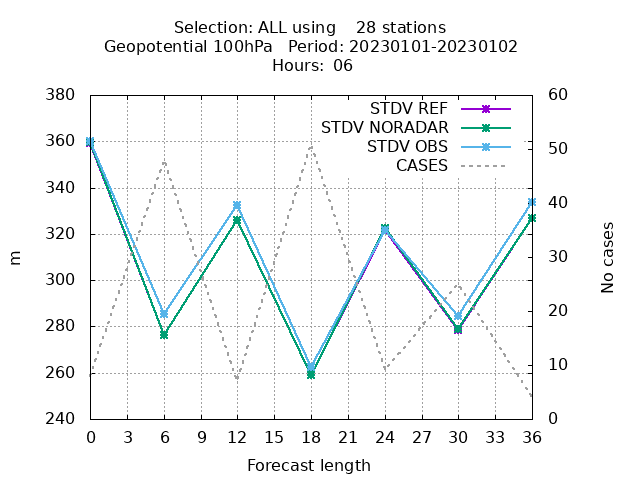 Selection: ALL using    28 stations
Geopotential 100hPa   Period: 20230101-20230102
Hours:  06
STDV REF
STDV NORADAR
STDV OBS
CASES
380
360
340
320
300
280
260
240
m
60
50
40
30
20
10
0
No cases
0 3 6 9 12 15 18 21 24 27 30 33 36
Forecast length